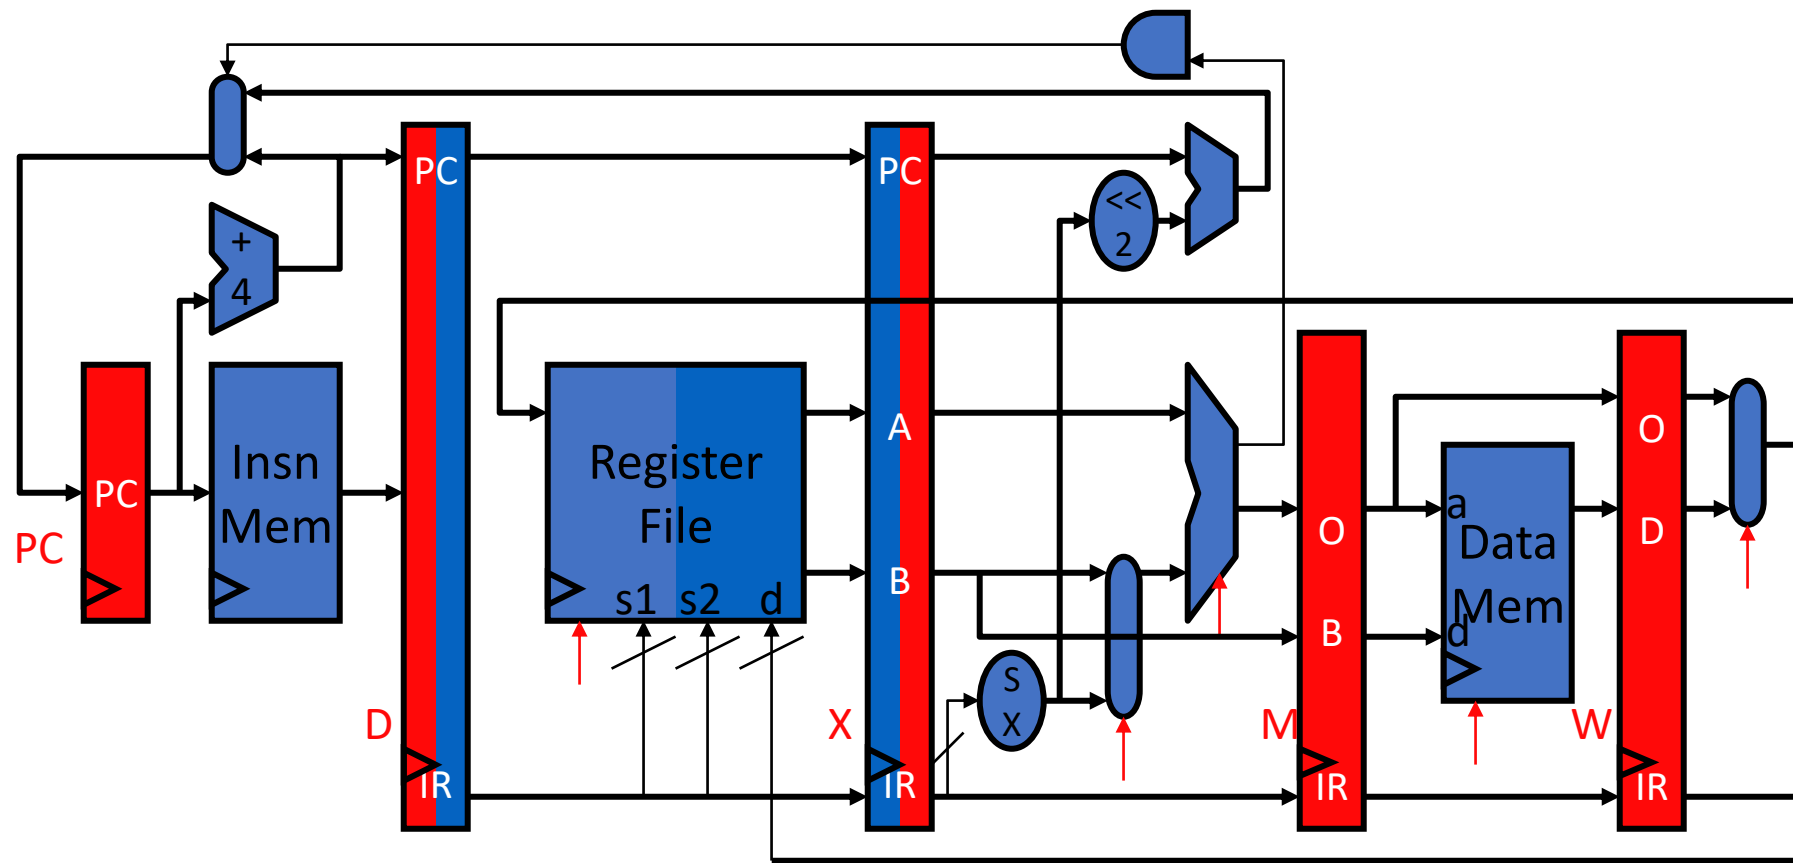 PC
PC
<<
2
+
4
A
O
Insn
Mem
Register
File
PC
a
O
D
Data
Mem
PC
B
s1
s2
d
B
d
S
X
D
X
M
W
IR
IR
IR
IR